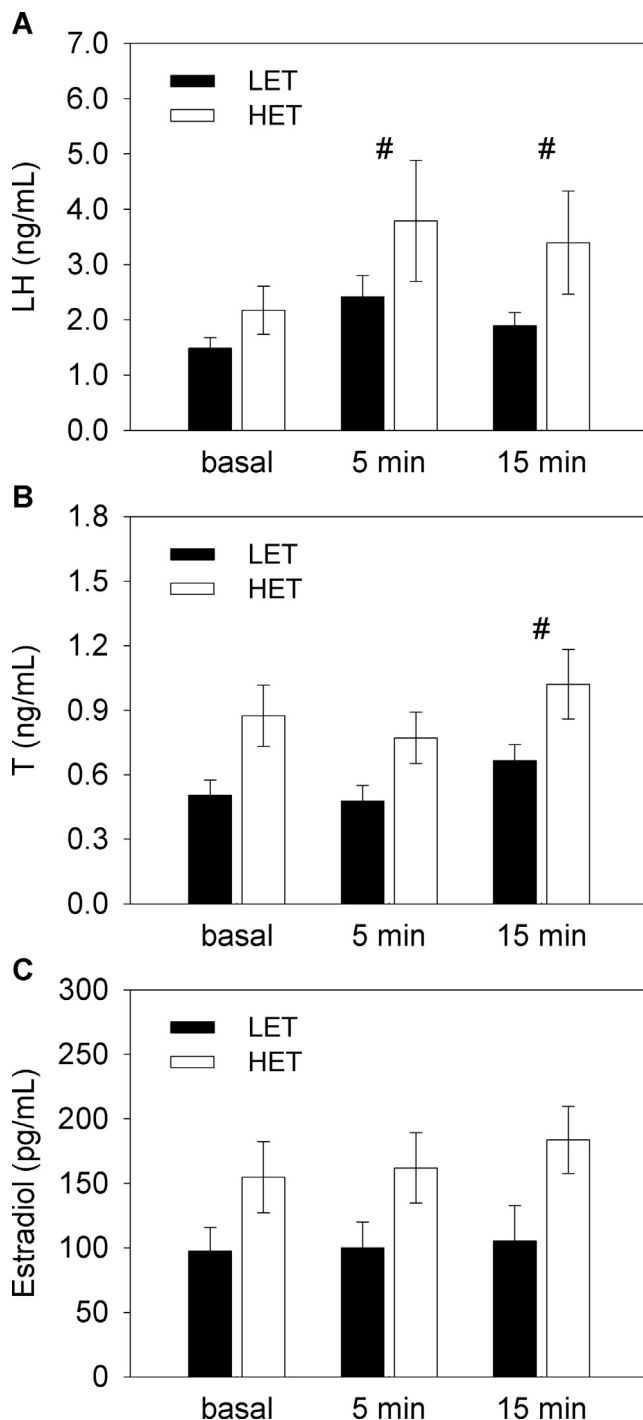 A
7.0
6.0
5.0
4.0
3.0
2.0
1.0
0.0
LH (ng/mL)
LET
HET
#
#
basal 5 min 15 min
B
1.8
1.5
1.2
0.9
0.6
0.3
0.0
T (ng/mL)
LET
HET
#
basal 5 min 15 min
C
300
250
200
150
100
50
0
Estradiol (pg/mL)
LET
HET
basal 5 min 15 min